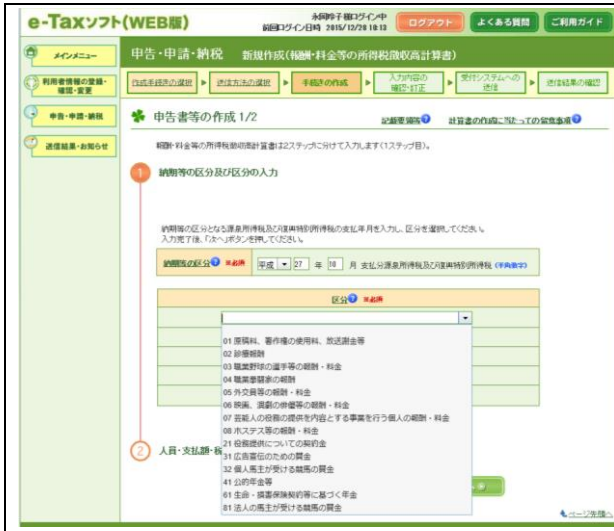 e-Taxソフト(WEB版)
永岡玲子様ログイン中
前回ログイン日時 2015/12/28 18:13
ログアウト
よくある質問
ご利用ガイド
メインメニュー
利用者情報の登録・
確認・変更
申告・申請・納税
送信結果・お知らせ
申告・申請・納税 新規作成(報酬・料金等の所得税徴収高計算書)
作成手続きの選択
送信方法の選択
手続きの作成
入力内容の
確認・訂正
受付システムへの
送信
送信結果の確認
申告書等の作成 1/2
記載要領等
計算書の作成に当たっての留意事項
報酬・料金等の所得税徴収高計算書は2ステップに分けて入力します(1ステップ目)。
1 納期等の区分及び区分の入力
納期等の区分となる源泉所得税及び復興特別所得税の支払年月を入力し、区分を選択してください。
入力完了後、「次へ」ボタンを押してください。
納期等の区分 ※必須 平成 27 年 10 月 支払分源泉所得税及び復興特別所得税 (半角数字)
区分 ※必須
01 原稿料、著作権の使用料、放送謝金等
02 診療報酬
03 職業野球の選手等の報酬・料金
04 職業拳闘家の報酬
05 外交員等の報酬・料金
06 映画、演劇の俳優等の報酬・料金
07 芸能人の役務の提供を内容とする事業を行う個人の報酬・料金
08 ホステス等の報酬・料金
21 役務提供についての契約金
31 広告宣伝のための賞金
32 個人馬主が受ける競馬の賞金
41 公的年金等
61 生命・損害保険契約等に基づく年金
81 法人の馬主が受ける競馬の賞金
2 人員・支払額・税
ページ先頭へ